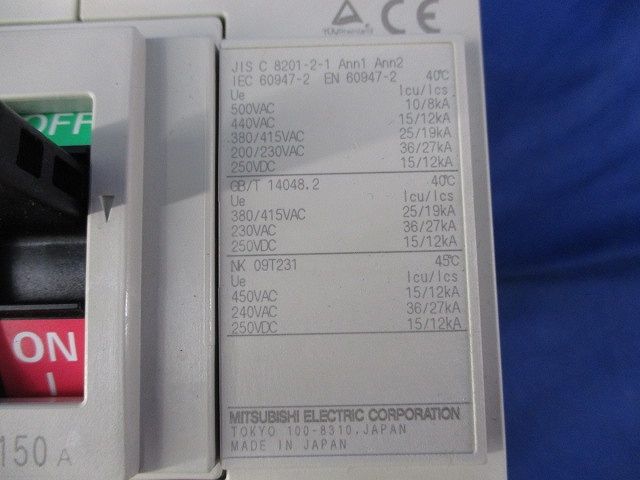 CE
JIS C 8201-2-1 Ann1 Ann2
IEC 60947-2 EN 60947-2 40℃
Ue Icu/Ics
500VAC 10/8kA
440VAC 15/12kA
380/415VAC 25/19kA
200/230VAC 36/27kA
250VDC 15/12kA
GB/T 14048.2 40℃
Ue Icu/Ics
380/415VAC 25/19kA
230VAC 36/27kA
250VDC 15/12kA
NK 09T231 45℃
Ue Icu/Ics
450VAC 15/12kA
240VAC 36/27kA
250VDC 15/12kA
MITSUBISHI ELECTRIC CORPORATION
TOKYO 100-8310, JAPAN
MADE IN JAPAN
OFF
ON
I
150 A